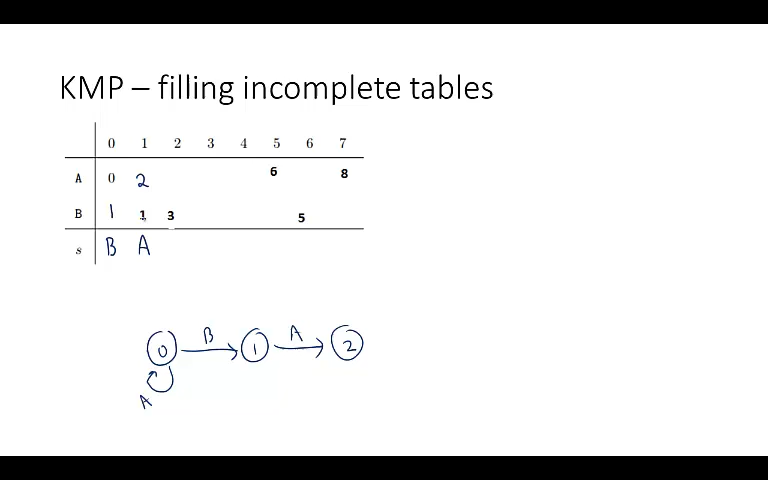 KMP – filling incomplete tables
0 1 2 3 4 5 6 7
A 0 2 6 8
B 1 1 3 5
s B A
0 B 1 A 2
A